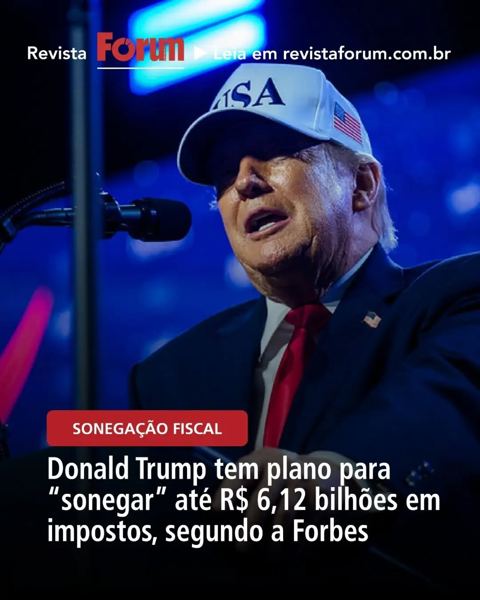 Revista Forum Leia em revistaforum.com.br
USA
SONEGAÇÃO FISCAL
Donald Trump tem plano para
“sonegar” até R$ 6,12 bilhões em
impostos, segundo a Forbes